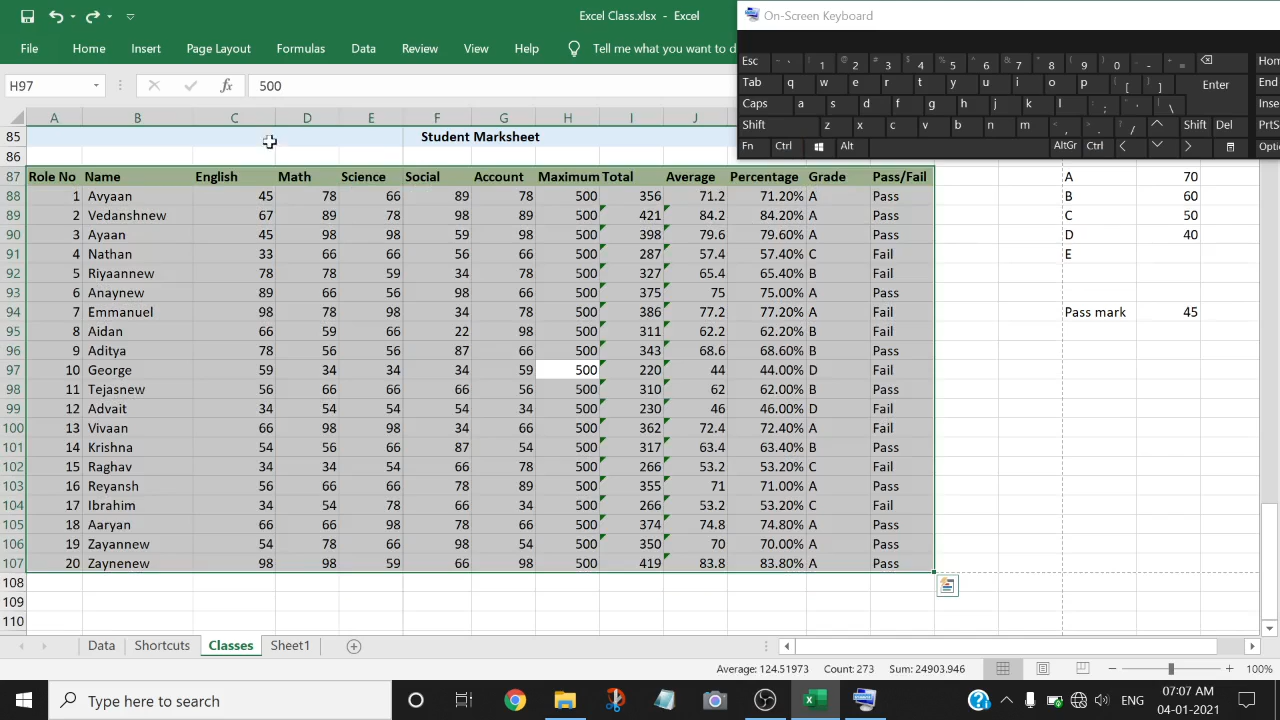 Excel Class.xlsx - Excel
On-Screen Keyboard
File Home Insert Page Layout Formulas Data Review View Help Tell me what you want to d
H97 fx 500
Esc ~ ` ! 1 @ 2 # 3 $ 4 % 5 ^ 6 & 7 * 8 ( 9 ) 0 _ - + = Hom
Tab q w e r t y u i o p { [ } ] Enter End
Caps a s d f g h j k l : ; " ' | \ Inse
Shift z x c v b n m < , > . ? / Shift Del PrtS
Fn Ctrl Alt AltGr Ctrl Optio
A B C D E F G H I J
85 Student Marksheet
86
87 Role No Name English Math Science Social Account Maximum Total Average Percentage Grade Pass/Fail A 70
88 1 Avyaan 45 78 66 89 78 500 356 71.2 71.20% A Pass B 60
89 2 Vedanshnew 67 89 78 98 89 500 421 84.2 84.20% A Pass C 50
90 3 Ayaan 45 98 98 59 98 500 398 79.6 79.60% A Pass D 40
91 4 Nathan 33 66 66 56 66 500 287 57.4 57.40% C Fail E
92 5 Riyaannew 78 78 59 34 78 500 327 65.4 65.40% B Fail
93 6 Anaynew 89 66 56 98 66 500 375 75 75.00% A Pass
94 7 Emmanuel 98 78 98 34 78 500 386 77.2 77.20% A Fail Pass mark 45
95 8 Aidan 66 59 66 22 98 500 311 62.2 62.20% B Fail
96 9 Aditya 78 56 56 87 66 500 343 68.6 68.60% B Pass
97 10 George 59 34 34 34 59 500 220 44 44.00% D Fail
98 11 Tejasnew 56 66 66 66 56 500 310 62 62.00% B Pass
99 12 Advait 34 54 54 54 34 500 230 46 46.00% D Fail
100 13 Vivaan 66 98 98 34 66 500 362 72.4 72.40% A Fail
101 14 Krishna 54 56 66 87 54 500 317 63.4 63.40% B Pass
102 15 Raghav 34 34 54 66 78 500 266 53.2 53.20% C Fail
103 16 Reyansh 56 66 66 78 89 500 355 71 71.00% A Pass
104 17 Ibrahim 34 54 78 66 34 500 266 53.2 53.20% C Fail
105 18 Aaryan 66 66 98 78 66 500 374 74.8 74.80% A Pass
106 19 Zayannew 54 78 66 98 54 500 350 70 70.00% A Pass
107 20 Zaynenew 98 98 59 66 98 500 419 83.8 83.80% A Pass
108
109
110
Data Shortcuts Classes Sheet1
Average: 124.51973 Count: 273 Sum: 24903.946 100%
Type here to search ENG 07:07 AM
04-01-2021